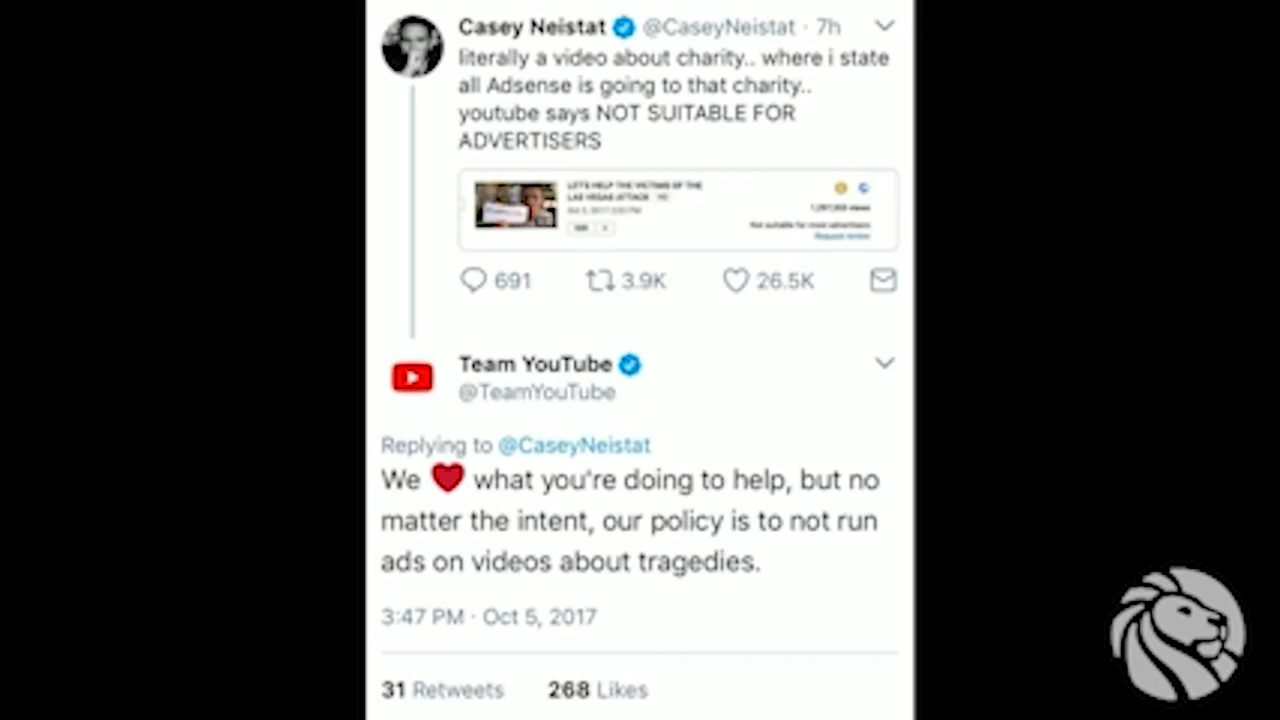 Casey Neistat @CaseyNeistat · 7h
literally a video about charity.. where i state
all Adsense is going to that charity..
youtube says NOT SUITABLE FOR
ADVERTISERS
LET'S HELP THE VICTIMS OF THE
LAS VEGAS ATTACK HD
Not suitable for most advertisers
Request review
691 3.9K 26.5K
Team YouTube
@TeamYouTube
Replying to @CaseyNeistat
We ❤ what you're doing to help, but no
matter the intent, our policy is to not run
ads on videos about tragedies.
3:47 PM · Oct 5, 2017
31 Retweets 268 Likes